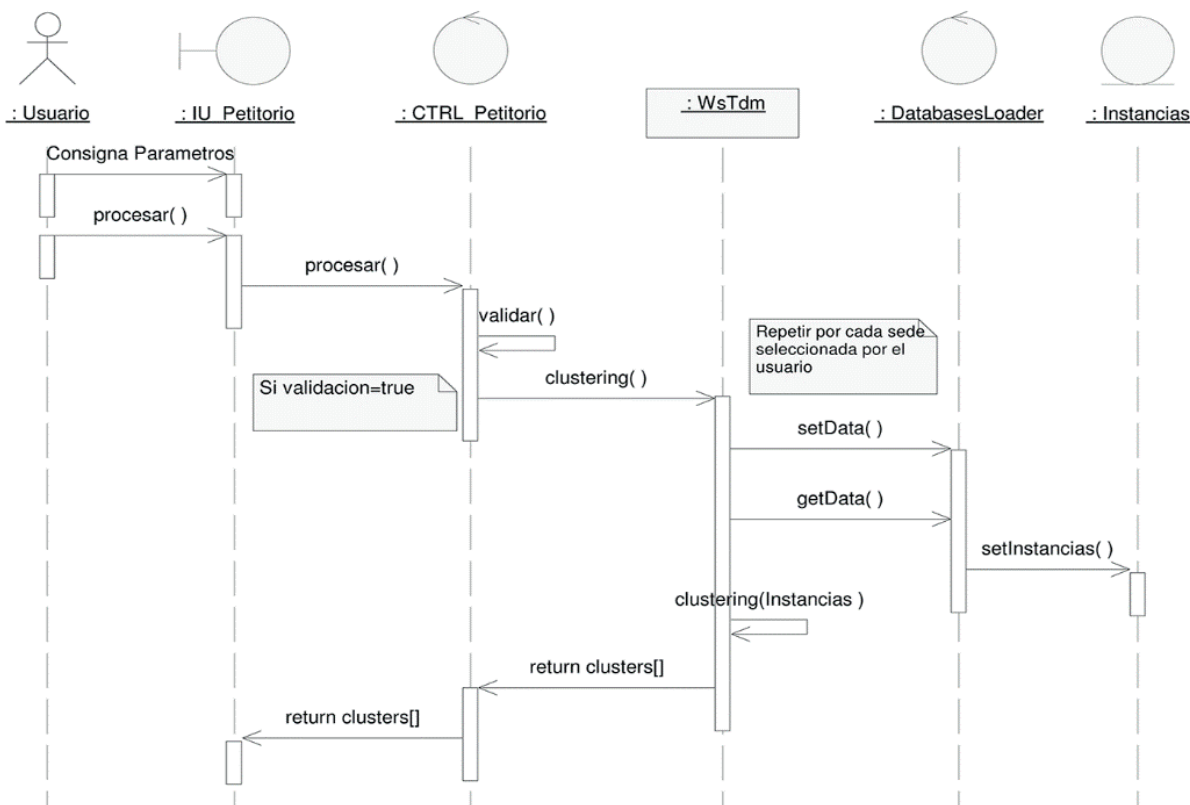 : Usuario
: IU_Petitorio
: CTRL_Petitorio
: WsTdm
: DatabasesLoader
: Instancias
Consigna Parametros
procesar( )
procesar( )
validar( )
Repetir por cada sede
seleccionada por el
usuario
Si validacion=true
clustering( )
setData( )
getData( )
setInstancias( )
clustering(Instancias )
return clusters[]
return clusters[]